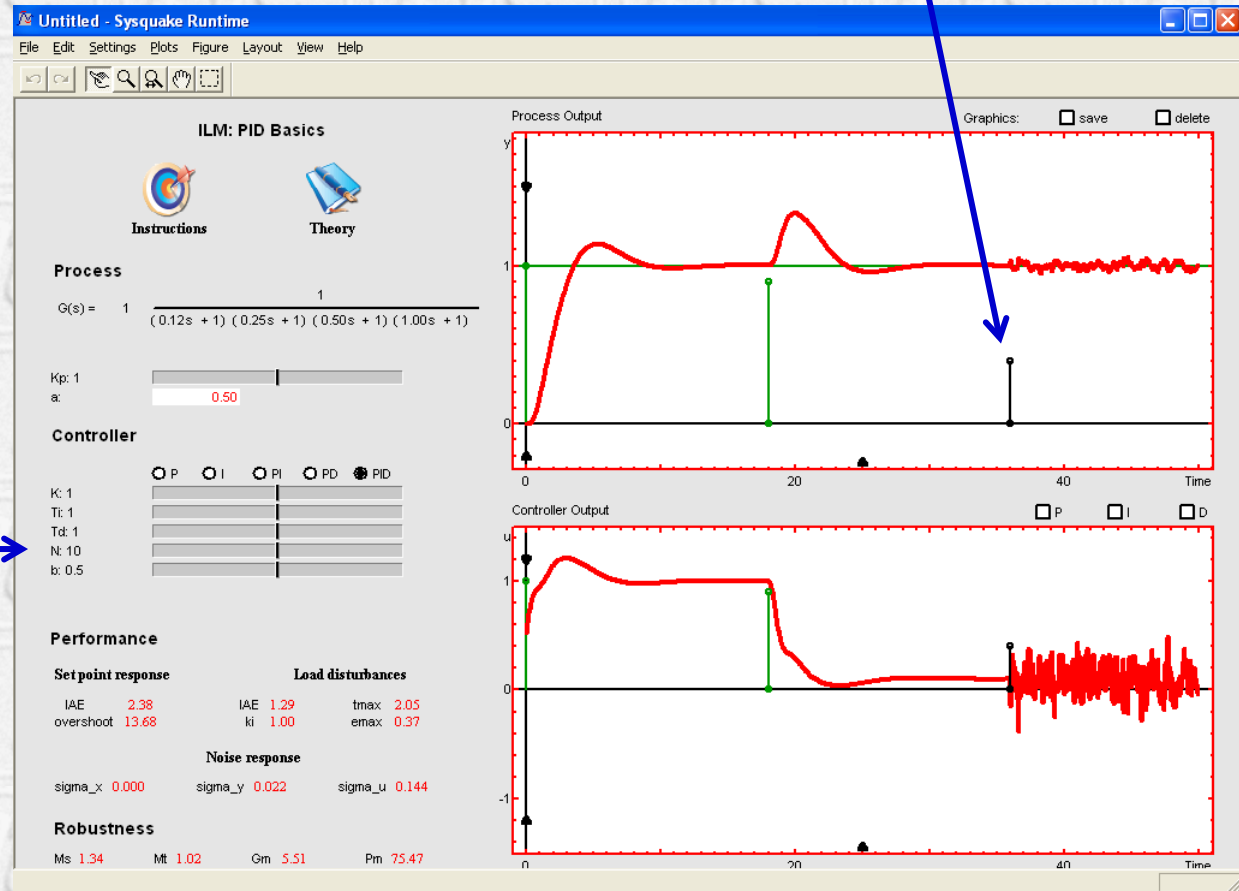 Untitled - Sysquake Runtime
File Edit Settings Plots Figure Layout View Help
ILM: PID Basics
Instructions Theory
Process
G(s) = 1 1
( 0.12s + 1) ( 0.25s + 1) ( 0.50s + 1) ( 1.00s + 1)
Kp: 1
a: 0.50
Controller
P I PI PD PID
K: 1
Ti: 1
Td: 1
N: 10
b: 0.5
Performance
Set point response Load disturbances
IAE 2.38 IAE 1.29 tmax 2.05
overshoot 13.68 ki 1.00 emax 0.37
Noise response
sigma_x 0.000 sigma_y 0.022 sigma_u 0.144
Robustness
Ms 1.34 Mt 1.02 Gm 5.51 Pm 75.47
Process Output Graphics: save delete
y
1
0
0 20 40 Time
Controller Output P I D
u
1
0
-1
0 20 40 Time